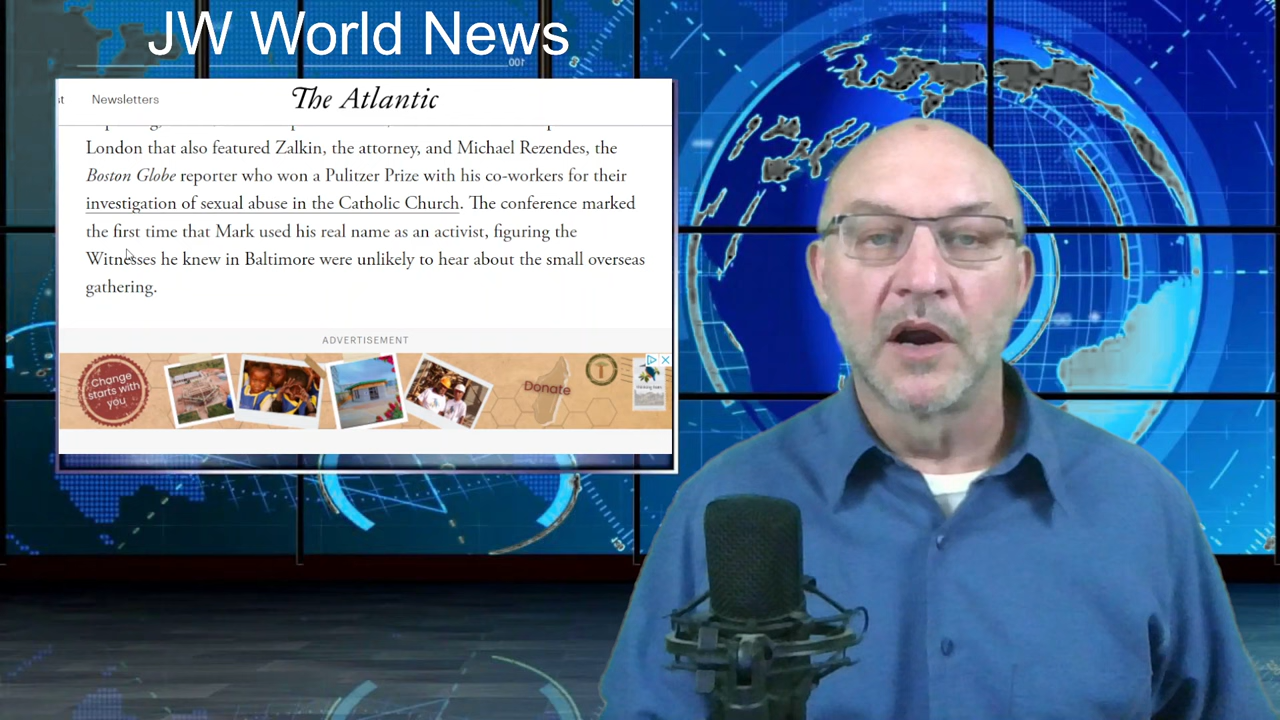 JW World News
Newsletters
The Atlantic
London that also featured Zalkin, the attorney, and Michael Rezendes, the
Boston Globe reporter who won a Pulitzer Prize with his co-workers for their
investigation of sexual abuse in the Catholic Church. The conference marked
the first time that Mark used his real name as an activist, figuring the
Witnesses he knew in Baltimore were unlikely to hear about the small overseas
gathering.
ADVERTISEMENT
Change
starts with
you
Donate